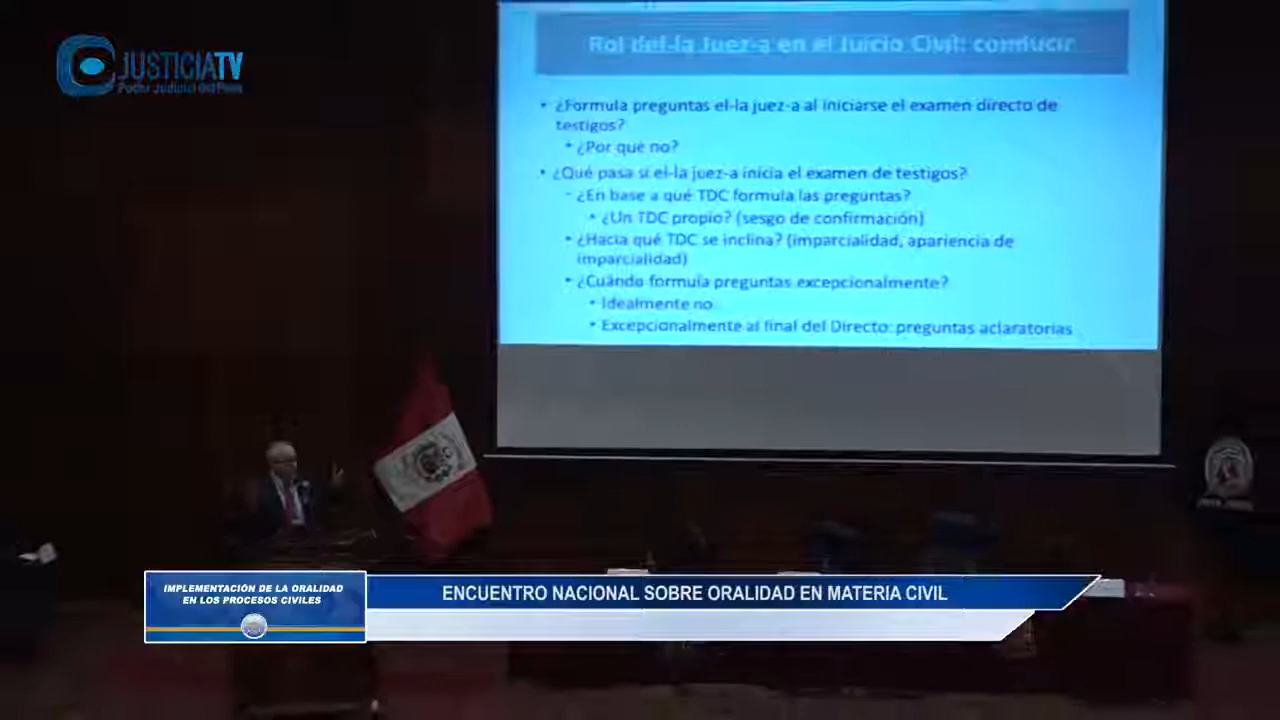 JUSTICIATV
Poder Judicial del Perú
Rol del-la Juez-a en el Juicio Civil: conducir
• ¿Formula preguntas el-la juez-a al iniciarse el examen directo de
testigos?
• ¿Por qué no?
• ¿Qué pasa si el-la juez-a inicia el examen de testigos?
- ¿En base a qué TDC formula las preguntas?
• ¿Un TDC propio? (sesgo de confirmación)
• ¿Hacia qué TDC se inclina? (imparcialidad, apariencia de
imparcialidad)
• ¿Cuándo formula preguntas excepcionalmente?
• Idealmente no.
• Excepcionalmente al final del Directo: preguntas aclaratorias
IMPLEMENTACIÓN DE LA ORALIDAD
EN LOS PROCESOS CIVILES
ENCUENTRO NACIONAL SOBRE ORALIDAD EN MATERIA CIVIL